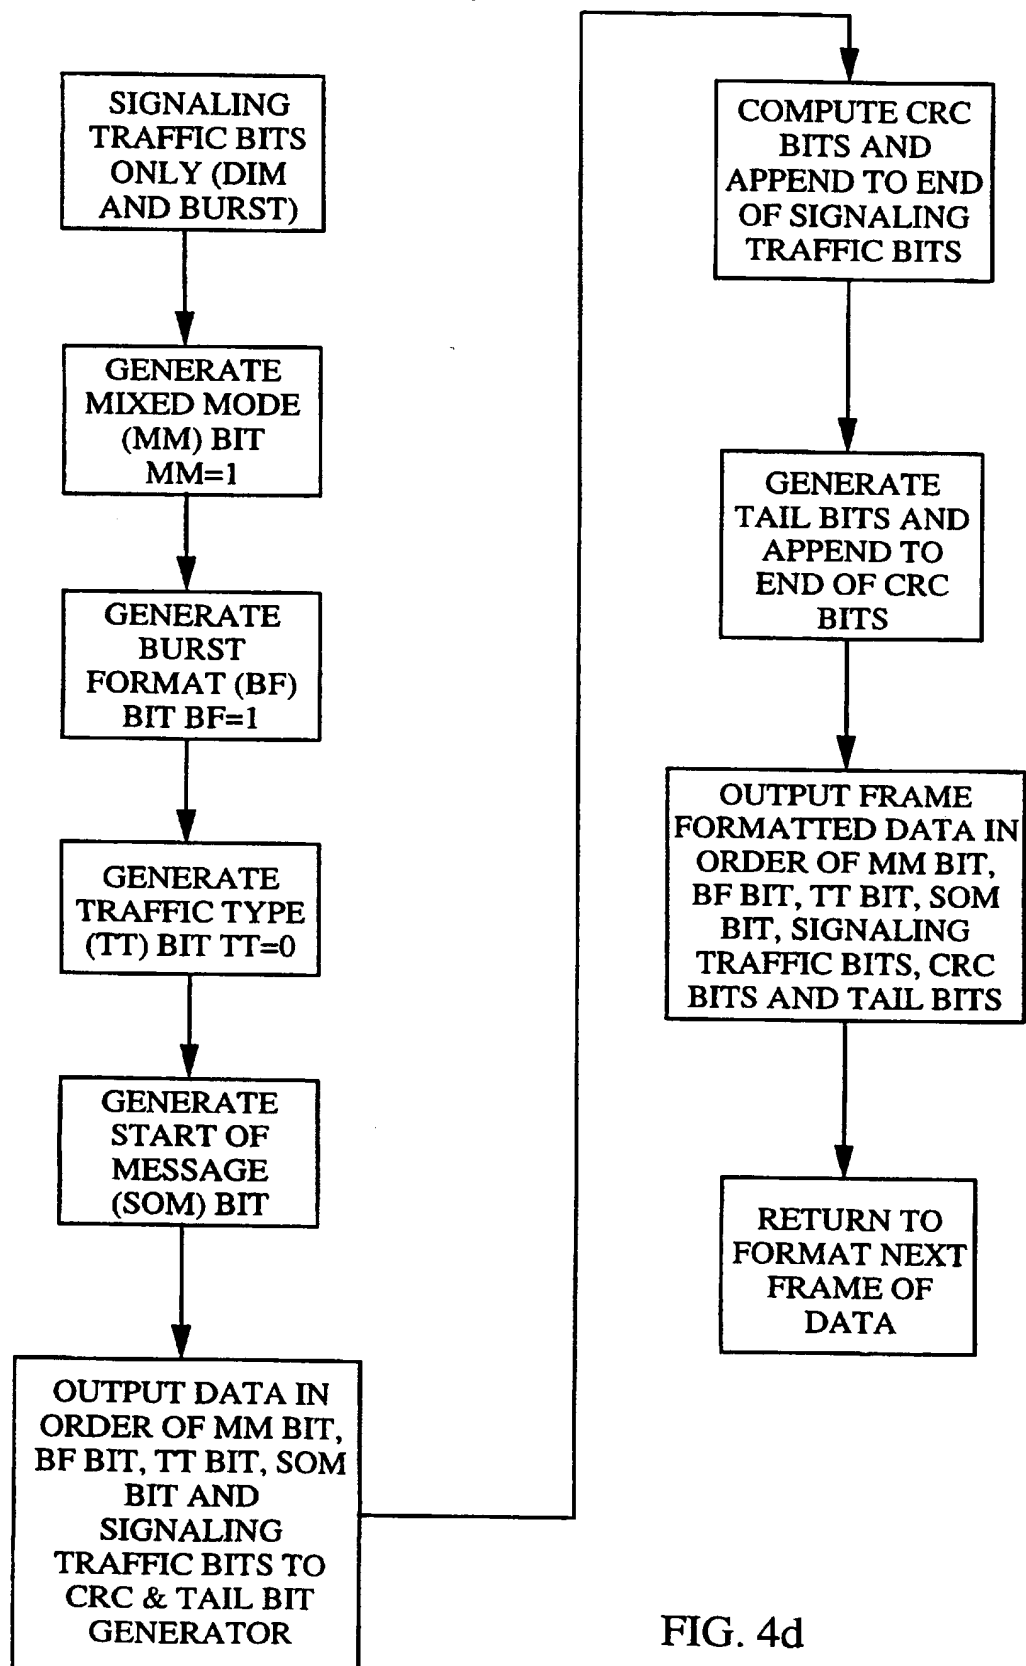 SIGNALING
TRAFFIC BITS
ONLY (DIM
AND BURST)
GENERATE
MIXED MODE
(MM) BIT
MM=1
GENERATE
BURST
FORMAT (BF)
BIT BF=1
GENERATE
TRAFFIC TYPE
(TT) BIT TT=0
GENERATE
START OF
MESSAGE
(SOM) BIT
OUTPUT DATA IN
ORDER OF MM BIT,
BF BIT, TT BIT, SOM
BIT AND
SIGNALING
TRAFFIC BITS TO
CRC & TAIL BIT
GENERATOR
COMPUTE CRC
BITS AND
APPEND TO END
OF SIGNALING
TRAFFIC BITS
GENERATE
TAIL BITS AND
APPEND TO
END OF CRC
BITS
OUTPUT FRAME
FORMATTED DATA IN
ORDER OF MM BIT,
BF BIT, TT BIT, SOM
BIT, SIGNALING
TRAFFIC BITS, CRC
BITS AND TAIL BITS
RETURN TO
FORMAT NEXT
FRAME OF
DATA
FIG. 4d